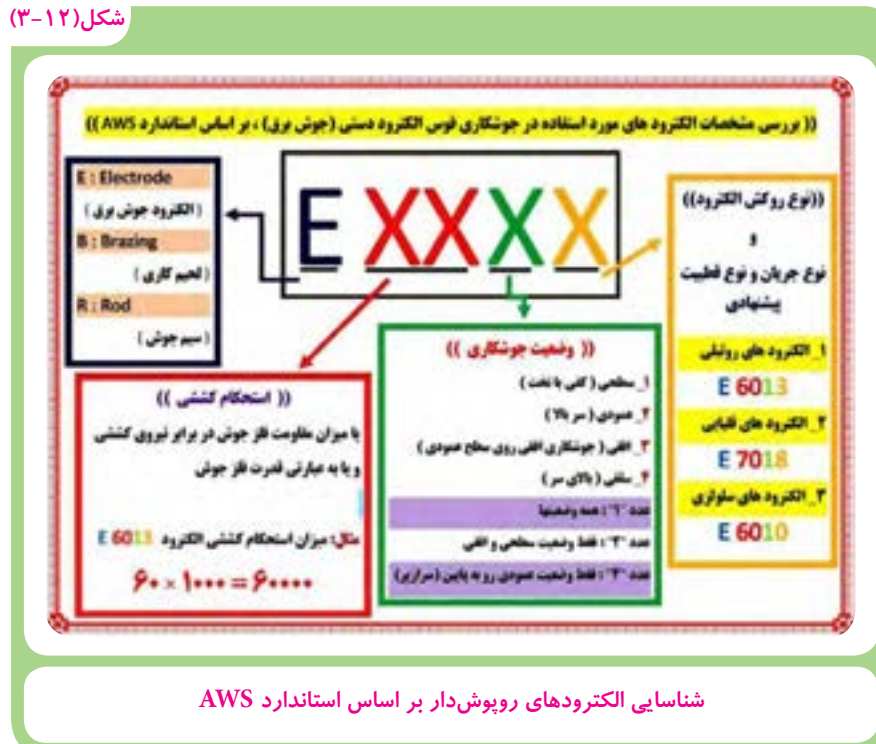 شکل(۱۲-۳)
(( بررسی مشخصات الکترود های مورد استفاده در جوشکاری قوس الکترود دستی (جوش برق) ، بر اساس استاندارد AWS ))
E XX X X
E : Electrode
( الکترود جوش برق )
B : Brazing
( لحیم کاری )
R : Rod
( سیم جوش )
((نوع روکش الکترود))
و
نوع جریان و نوع قطبیت
پیشنهادی
۱_ الکترود های روتیلی
E 6013
۲_ الکترود های قلیایی
E 7018
۳_ الکترود های سلولزی
E 6010
(( وضعیت جوشکاری ))
۱_ سطحی ( کفی یا تخت )
۲_ عمودی ( سر بالا )
۳_ افقی ( جوشکاری افقی روی سطح عمودی )
۴_ سقفی ( بالای سر )
عدد "۱" : همه وضعیتها
عدد "۲" : فقط وضعیت سطحی و افقی
عدد : فقط وضعیت عمودی رو به پایین (سرازیر)
(( استحکام کششی ))
یا میزان مقاومت فلز جوش در برابر نیروی کششی
و یا به عبارتی قدرت فلز جوش
مثال: میزان استحکام کششی الکترود E 6013
۶۰ × ۱۰۰۰ = ۶۰۰۰۰
شناسایی الکترودهای روپوش‌دار بر اساس استاندارد AWS